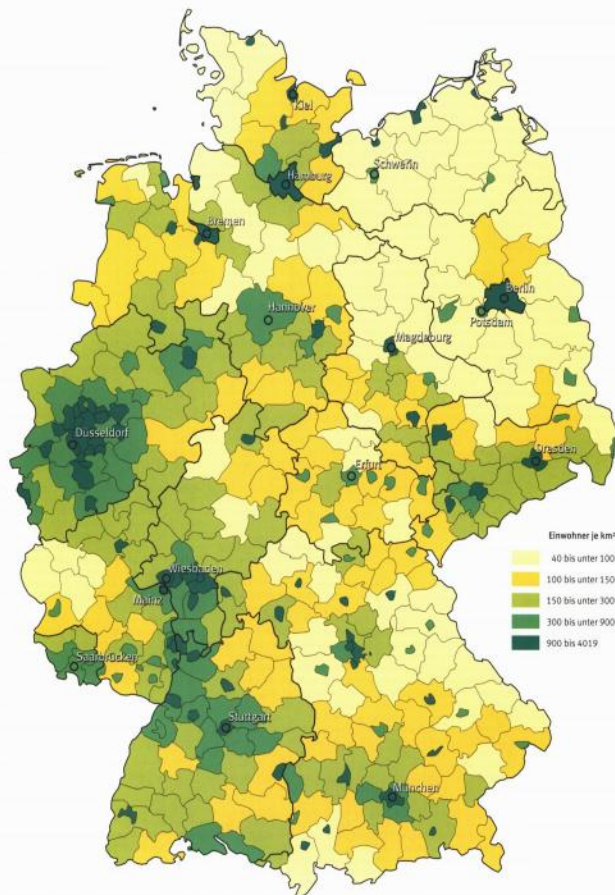 Kiel
Schwerin
Hamburg
Bremen
Berlin
Hannover
Potsdam
Magdeburg
Düsseldorf
Dresden
Erfurt
Einwohner je km²
40 bis unter 100
100 bis unter 150
150 bis unter 300
300 bis unter 900
900 bis 4019
Wiesbaden
Mainz
Saarbrücken
Stuttgart
München